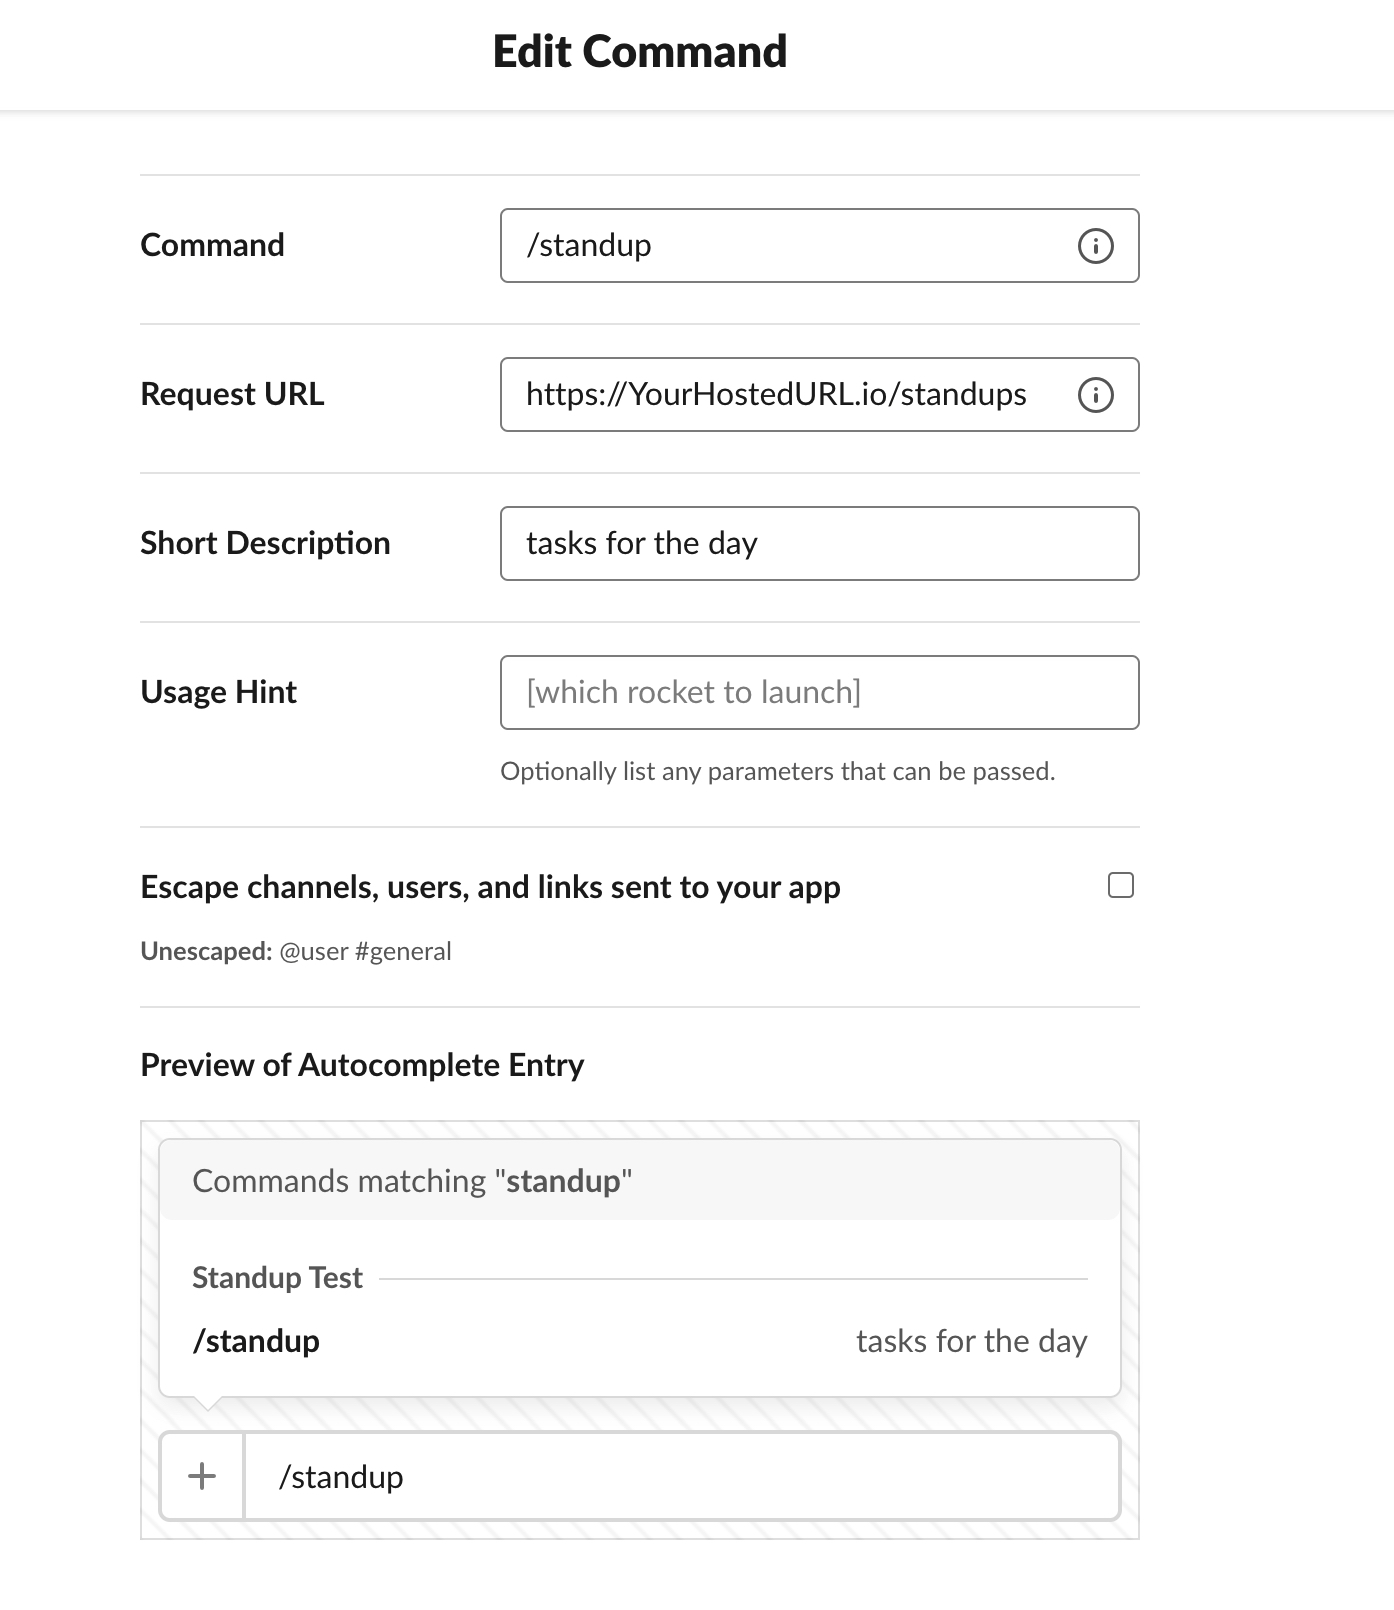 Edit Command
Command
/standup
Request URL
https://YourHostedURL.io/standups
Short Description
tasks for the day
Usage Hint
[which rocket to launch]
Optionally list any parameters that can be passed.
Escape channels, users, and links sent to your app
Unescaped: @user #general
Preview of Autocomplete Entry
Commands matching "standup"
Standup Test
/standup
tasks for the day
/standup